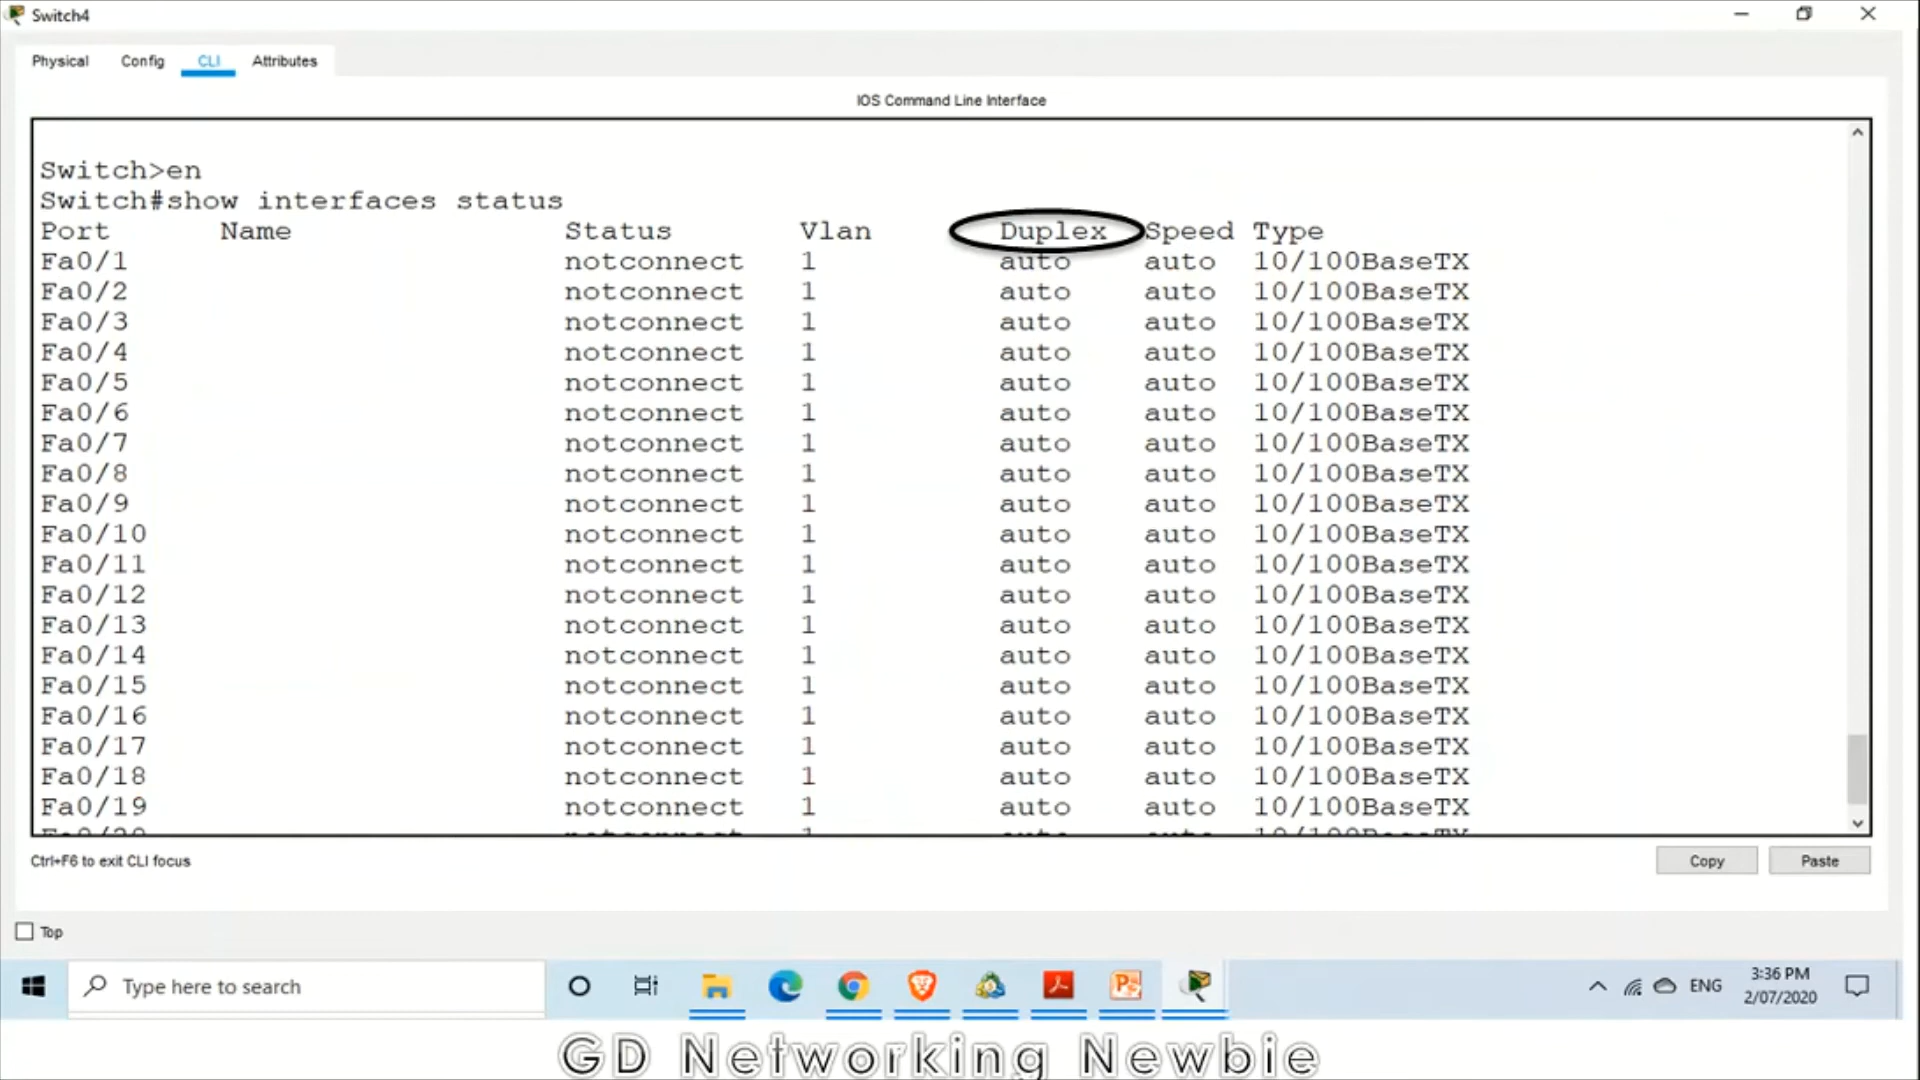 Switch4
Physical Config CLI Attributes
IOS Command Line Interface
Switch>en
Switch#show interfaces status
Port Name Status Vlan Duplex Speed Type
Fa0/1 notconnect 1 auto auto 10/100BaseTX
Fa0/2 notconnect 1 auto auto 10/100BaseTX
Fa0/3 notconnect 1 auto auto 10/100BaseTX
Fa0/4 notconnect 1 auto auto 10/100BaseTX
Fa0/5 notconnect 1 auto auto 10/100BaseTX
Fa0/6 notconnect 1 auto auto 10/100BaseTX
Fa0/7 notconnect 1 auto auto 10/100BaseTX
Fa0/8 notconnect 1 auto auto 10/100BaseTX
Fa0/9 notconnect 1 auto auto 10/100BaseTX
Fa0/10 notconnect 1 auto auto 10/100BaseTX
Fa0/11 notconnect 1 auto auto 10/100BaseTX
Fa0/12 notconnect 1 auto auto 10/100BaseTX
Fa0/13 notconnect 1 auto auto 10/100BaseTX
Fa0/14 notconnect 1 auto auto 10/100BaseTX
Fa0/15 notconnect 1 auto auto 10/100BaseTX
Fa0/16 notconnect 1 auto auto 10/100BaseTX
Fa0/17 notconnect 1 auto auto 10/100BaseTX
Fa0/18 notconnect 1 auto auto 10/100BaseTX
Fa0/19 notconnect 1 auto auto 10/100BaseTX
Ctrl+F6 to exit CLI focus
Copy Paste
Top
Type here to search
ENG
3:36 PM
2/07/2020
GD Networking Newbie